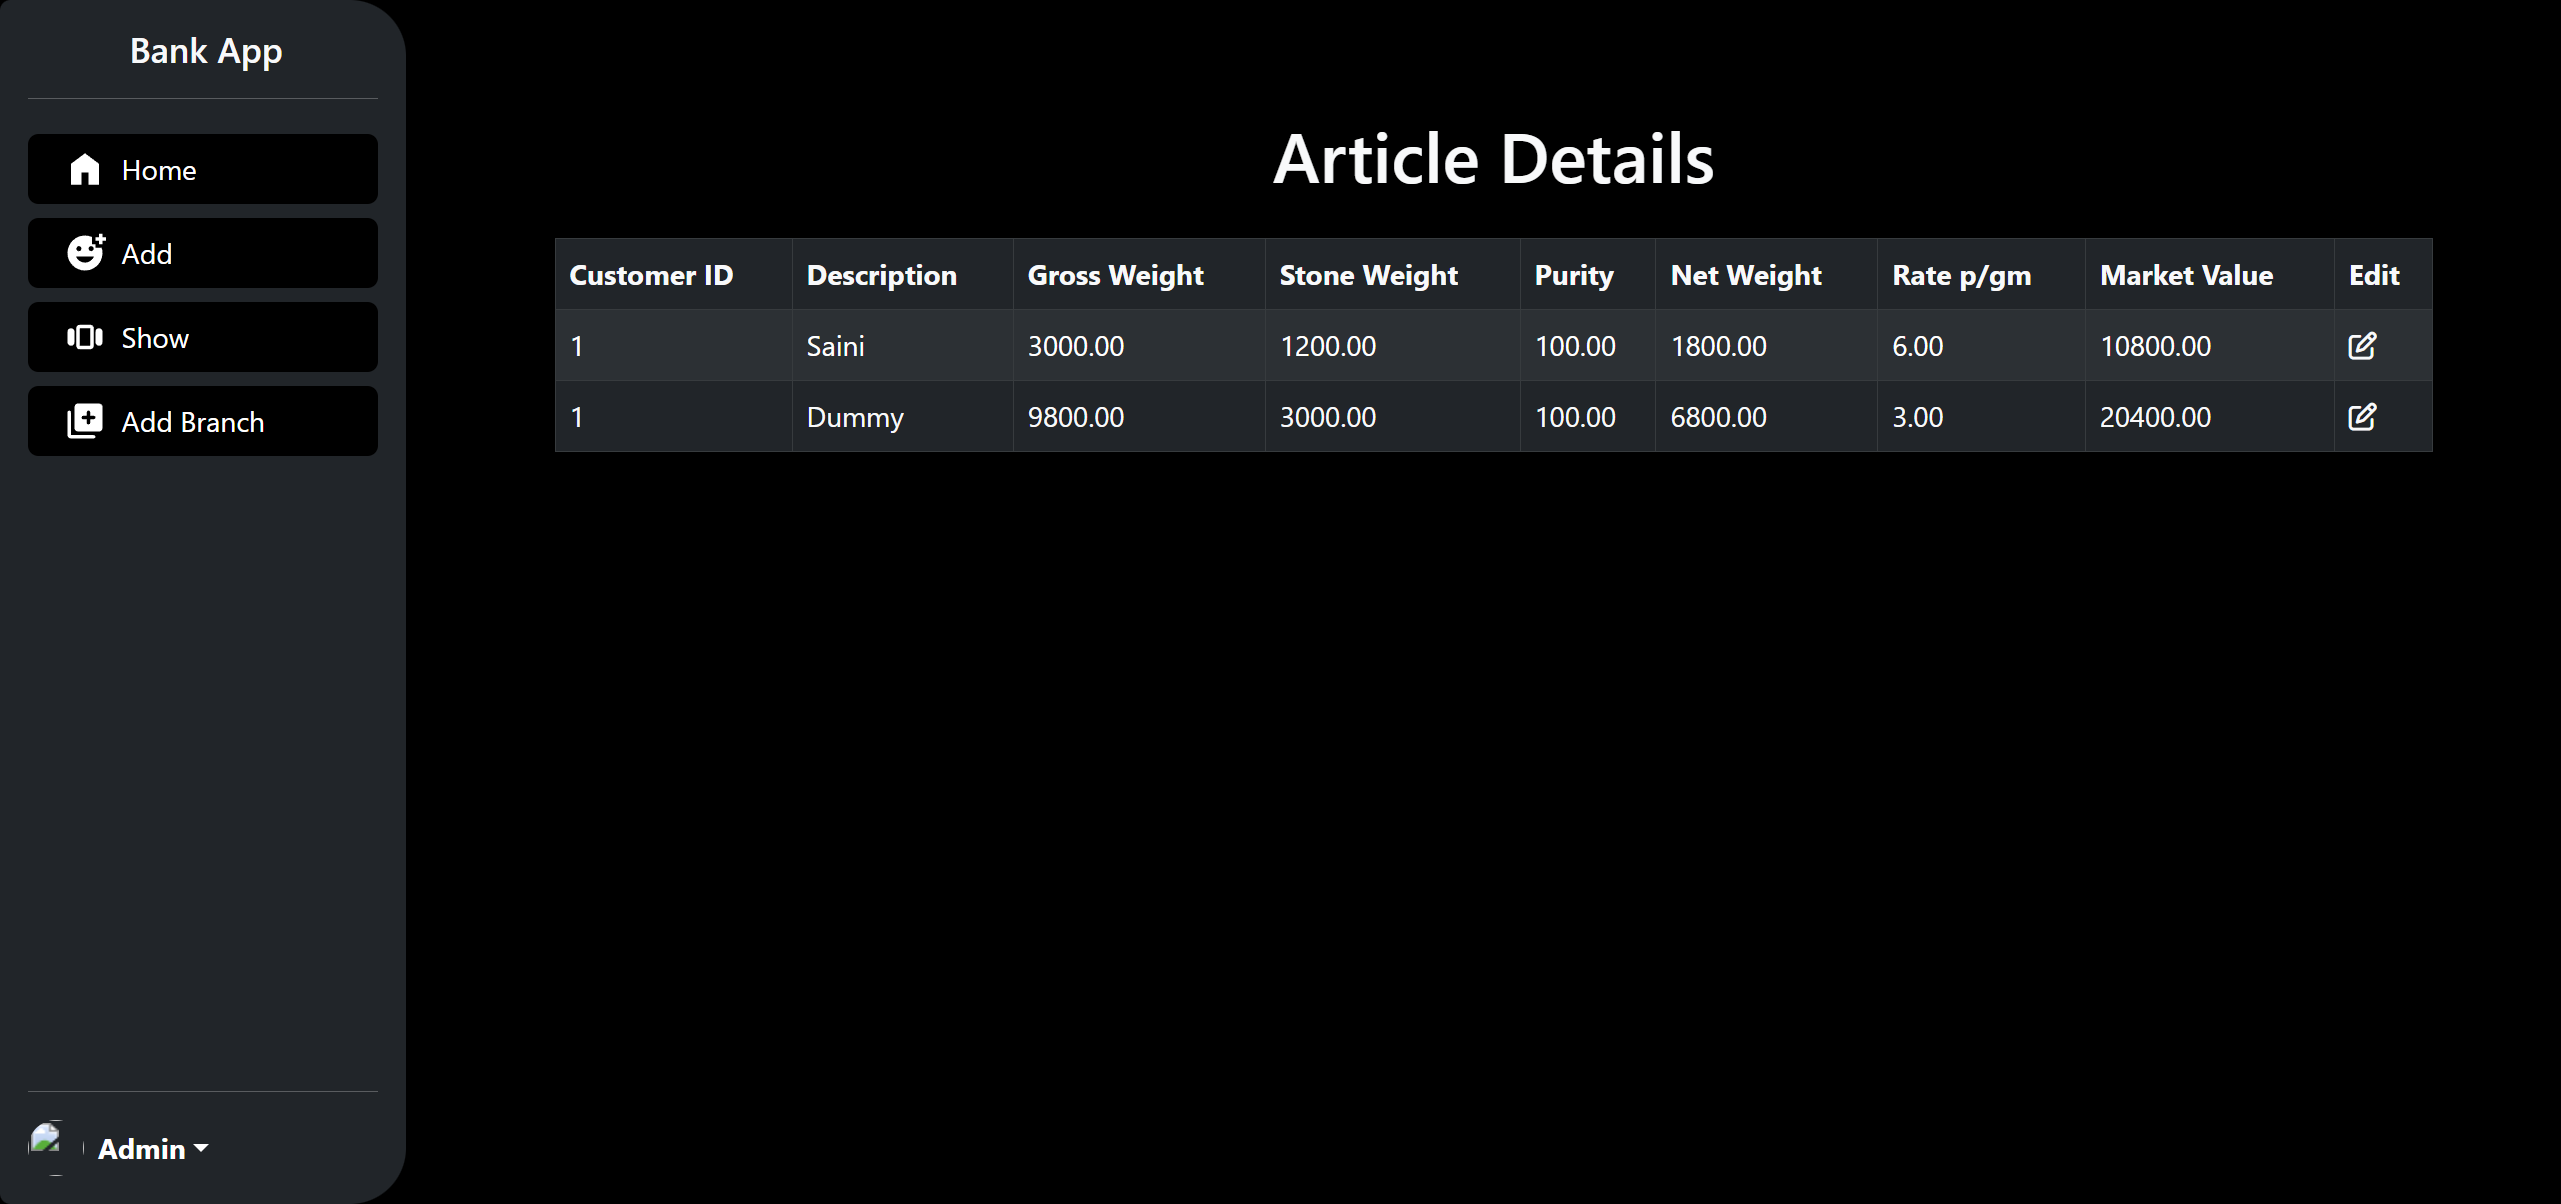 Bank App
Home
Add
Show
Add Branch
Admin
Article Details
Customer ID Description Gross Weight Stone Weight Purity Net Weight Rate p/gm Market Value Edit
1 Saini 3000.00 1200.00 100.00 1800.00 6.00 10800.00
1 Dummy 9800.00 3000.00 100.00 6800.00 3.00 20400.00